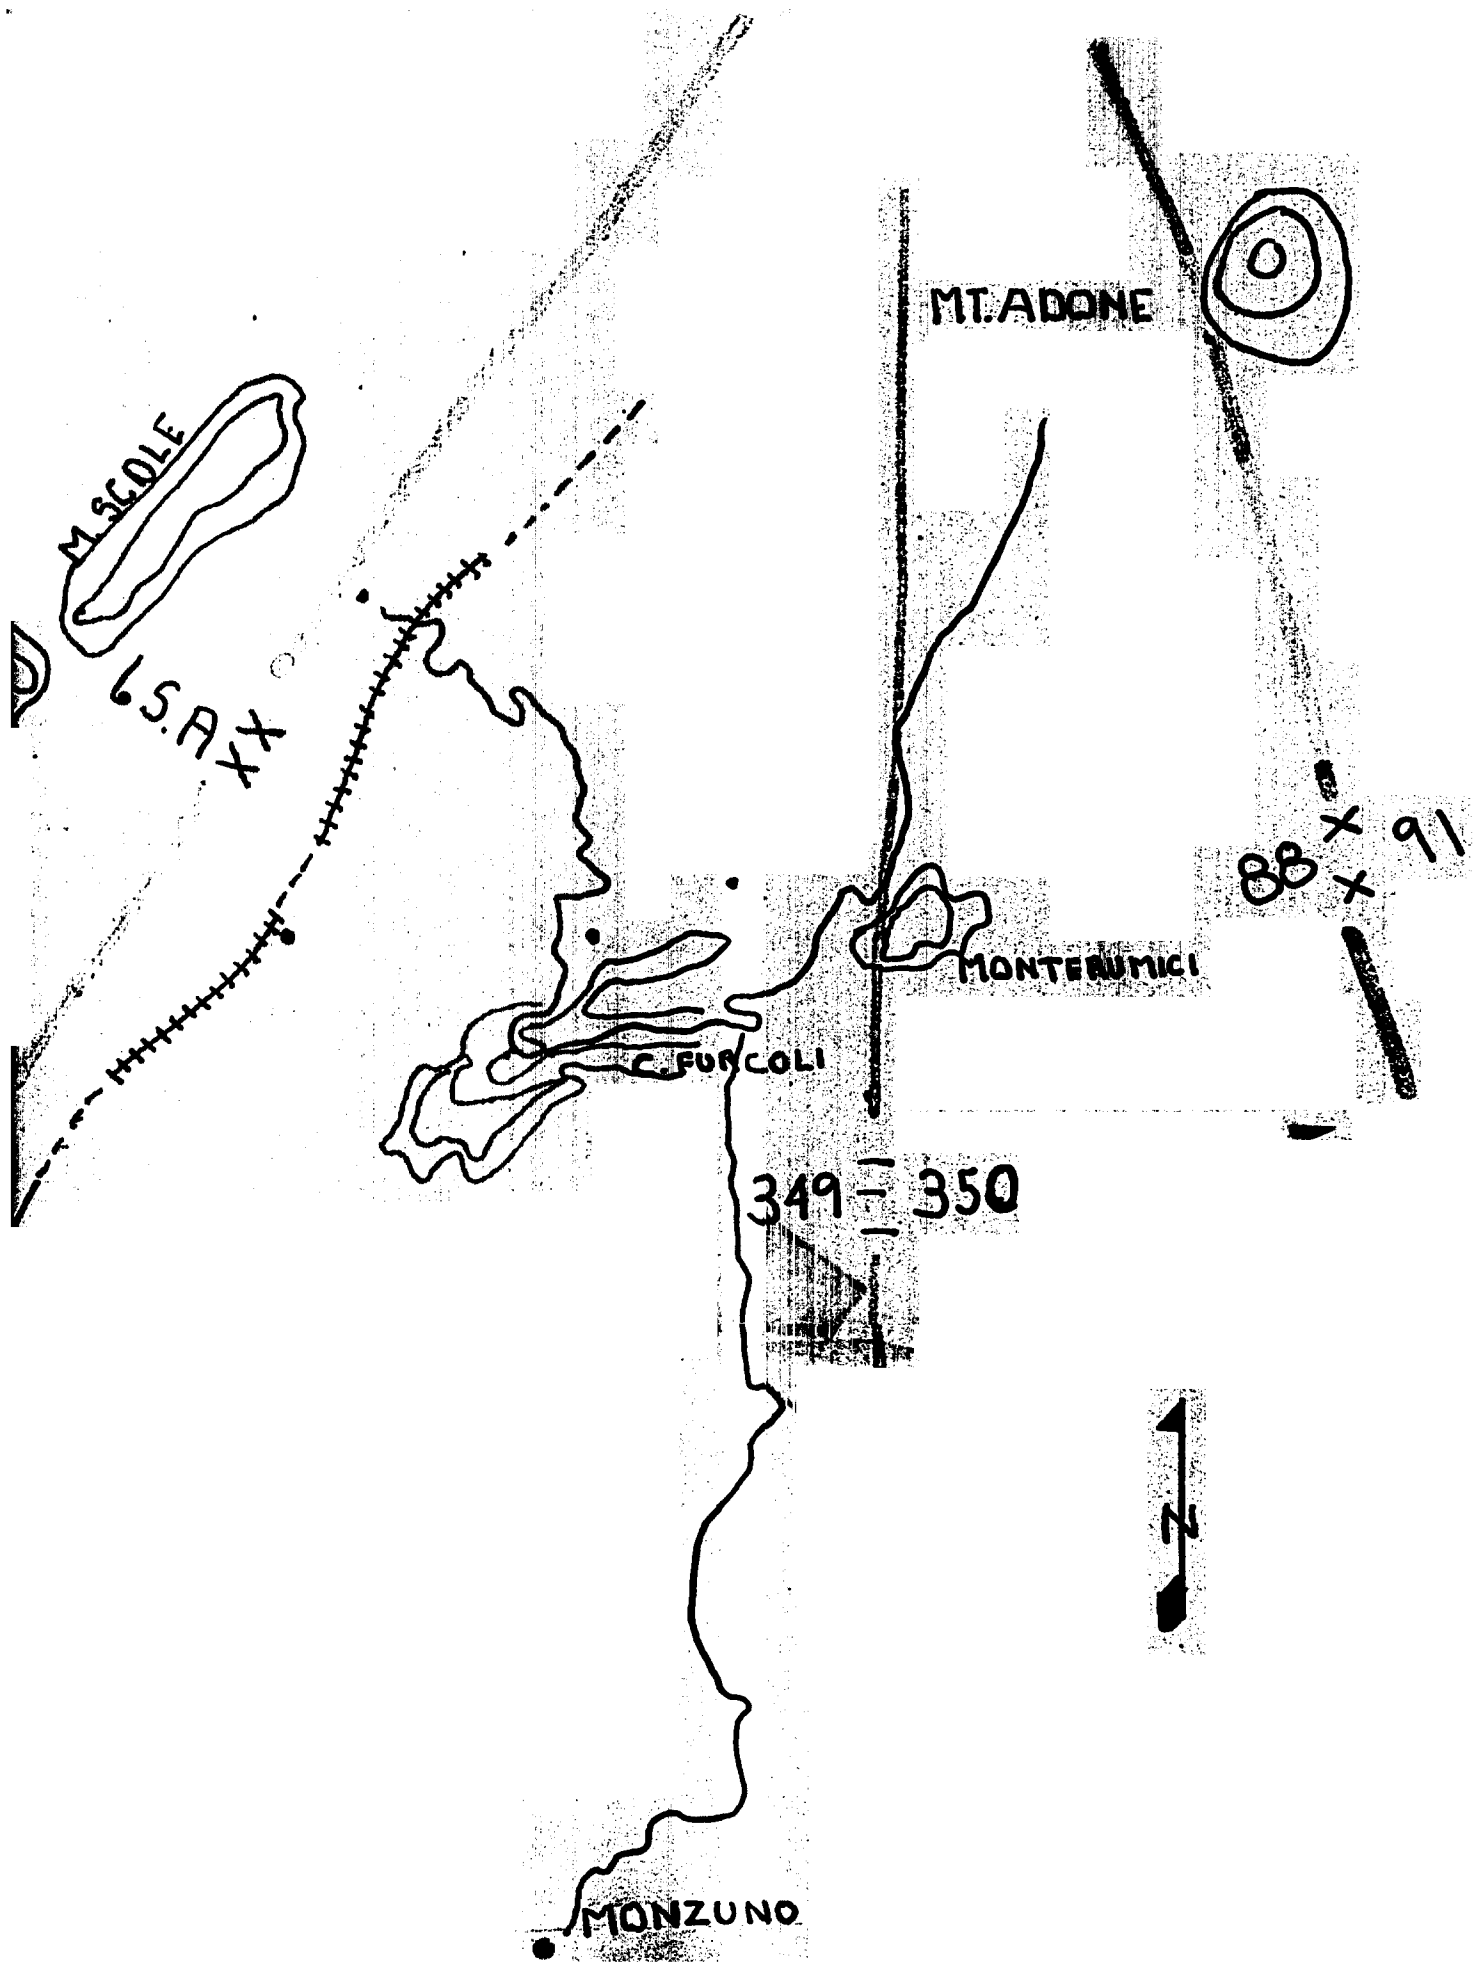 MT. ADONE
M. SCOLE
6 S.A XX
X 91
88 X
MONTERUMICI
C. FURCOLI
349 350
N
MONZUNO